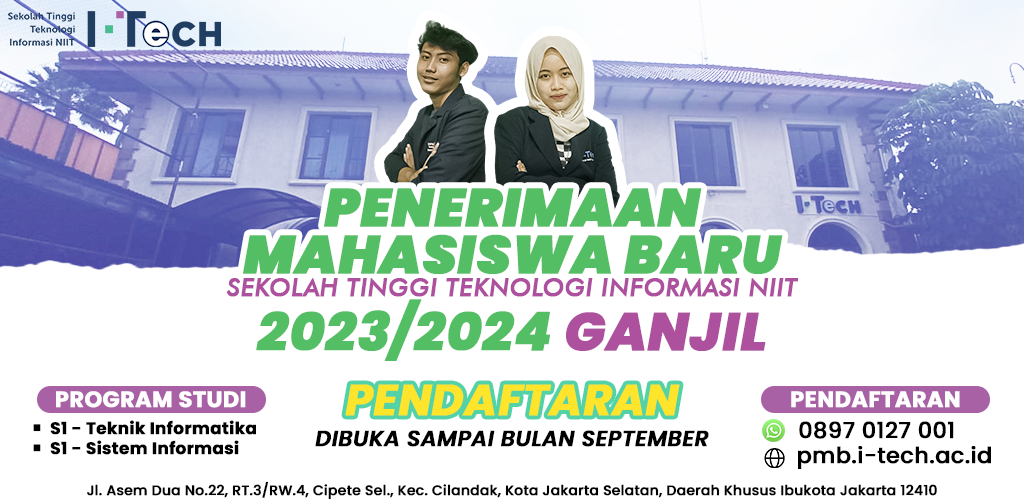 Sekolah Tinggi
Teknologi
Informasi NIIT
I-Tech
I-Tech
PENERIMAAN
MAHASISWA BARU
SEKOLAH TINGGI TEKNOLOGI INFORMASI NIIT
2023/2024 GANJIL
PENDAFTARAN
DIBUKA SAMPAI BULAN SEPTEMBER
PROGRAM STUDI
S1 - Teknik Informatika
S1 - Sistem Informasi
PENDAFTARAN
0897 0127 001
pmb.i-tech.ac.id
Jl. Asem Dua No.22, RT.3/RW.4, Cipete Sel., Kec. Cilandak, Kota Jakarta Selatan, Daerah Khusus Ibukota Jakarta 12410